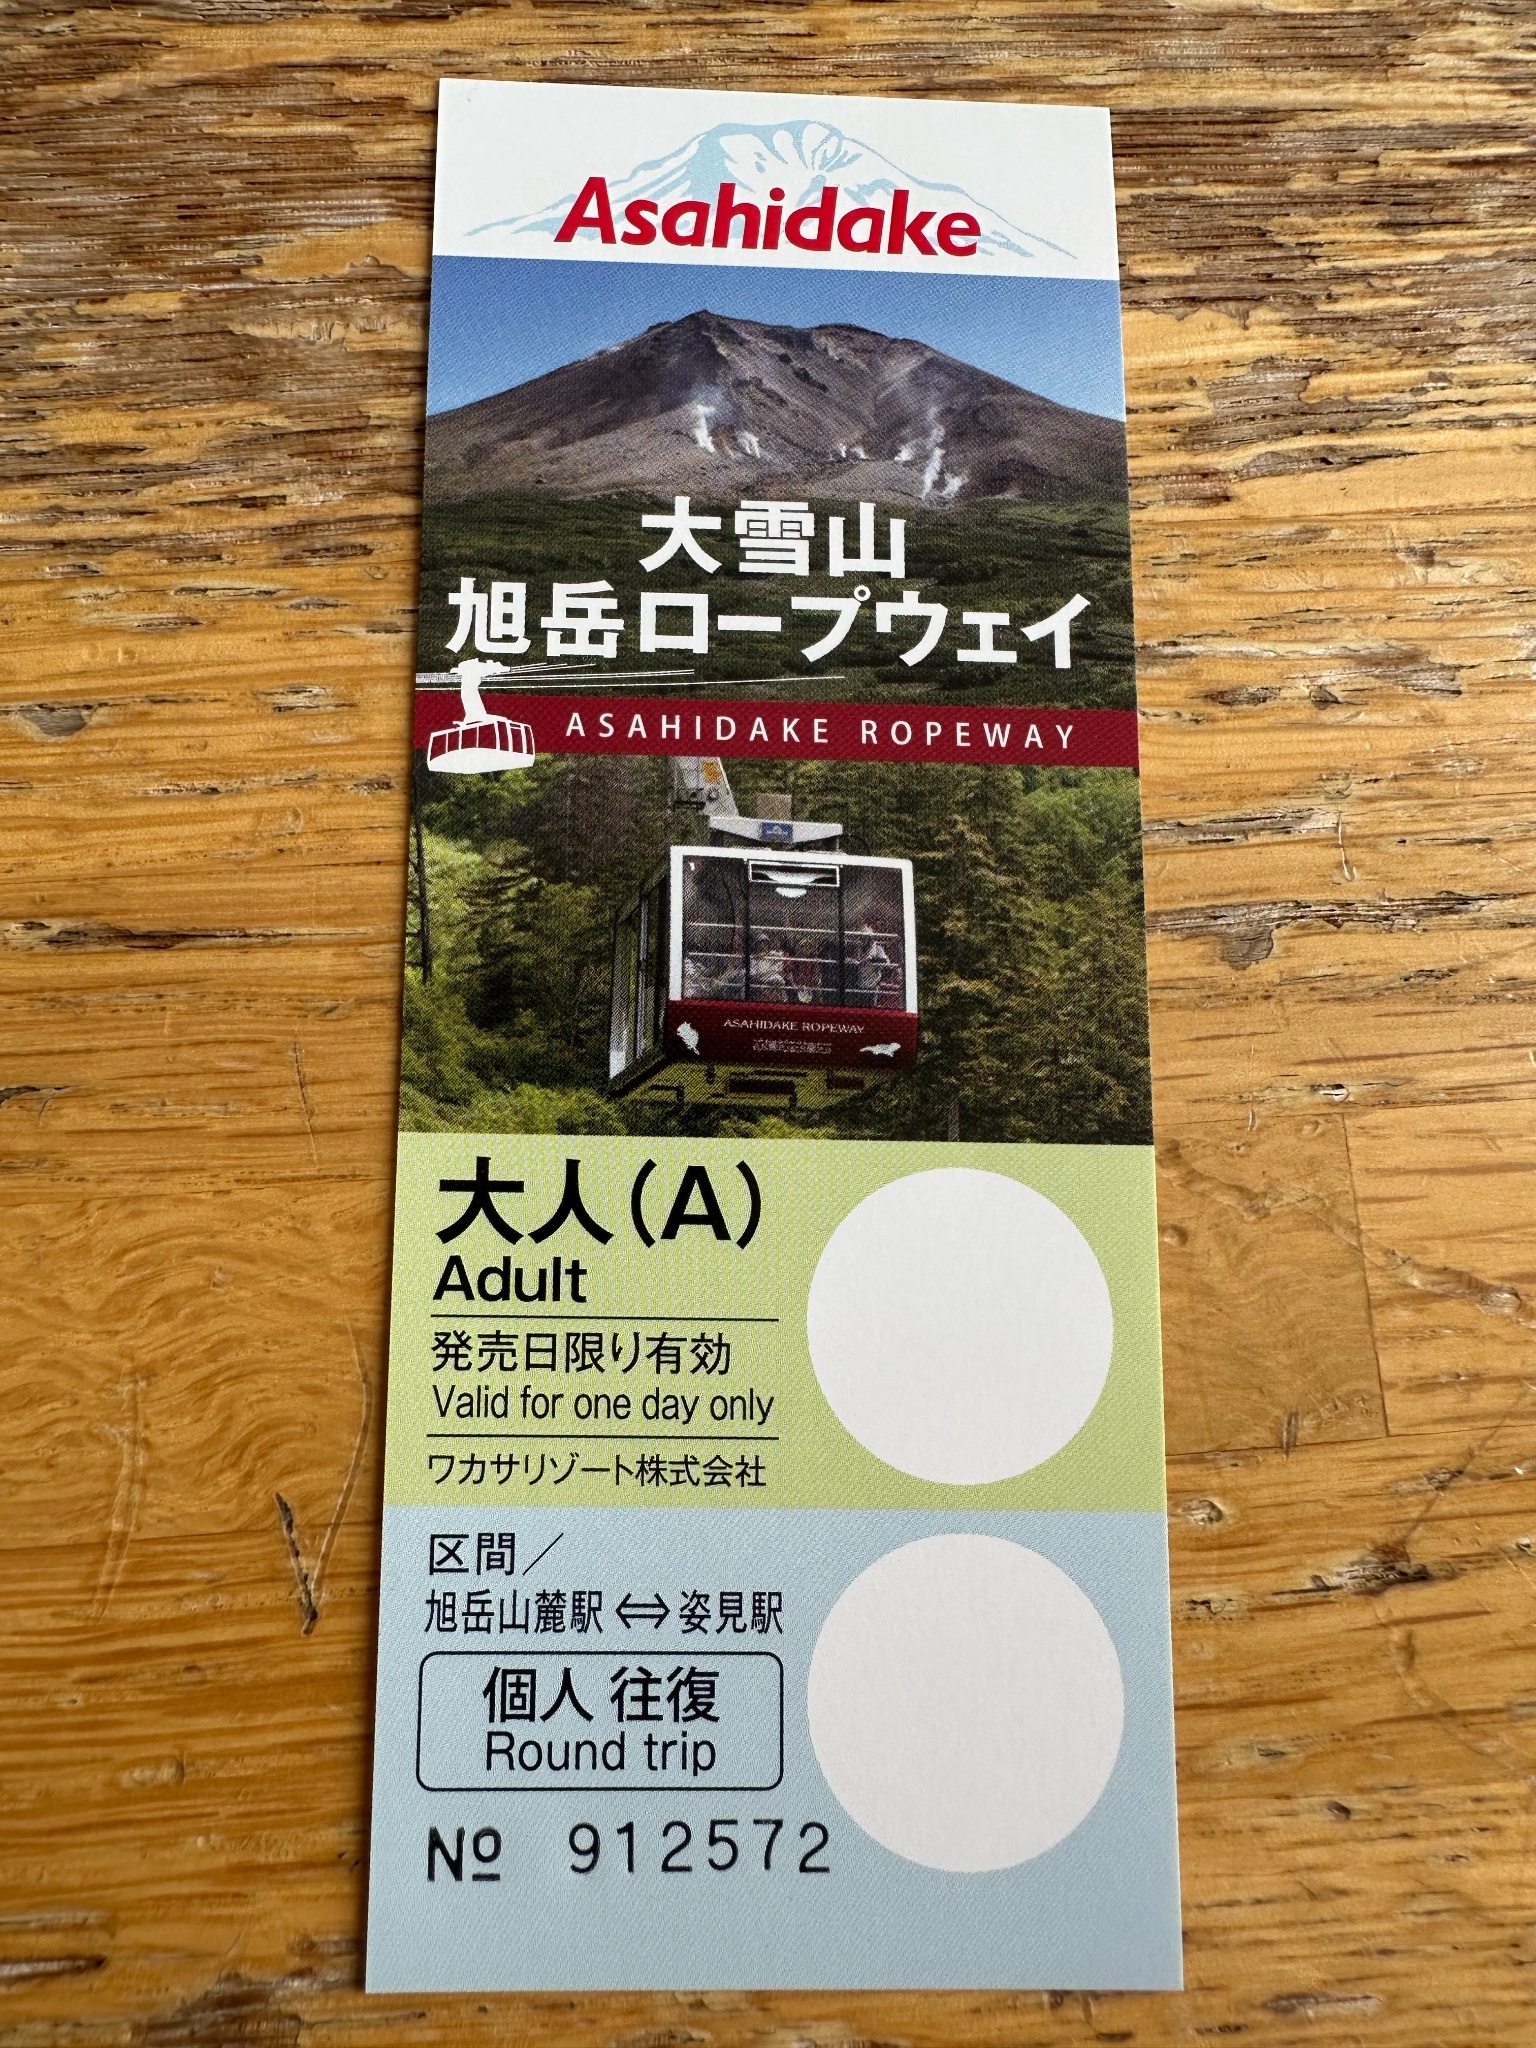 Asahidake
大雪山
旭岳ロープウェイ
ASAHIDAKE ROPEWAY
ASAHIDAKE ROPEWAY
大人(A)
Adult
発売日限り有効
Valid for one day only
ワカサリゾート株式会社
区間／
旭岳山麓駅⇔姿見駅
個人 往復
Round trip
№ 912572